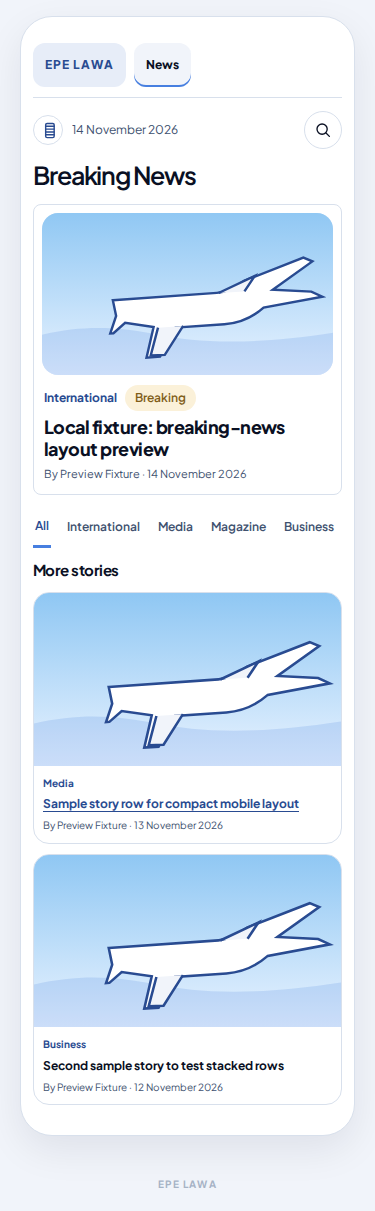 EPE LAWA
News
14 November 2026
Breaking News
International
Breaking
Local fixture: breaking-news
layout preview
By Preview Fixture · 14 November 2026
All
International
Media
Magazine
Business
More stories
Media
Sample story row for compact mobile layout
By Preview Fixture · 13 November 2026
Business
Second sample story to test stacked rows
By Preview Fixture · 12 November 2026
EPE LAWA